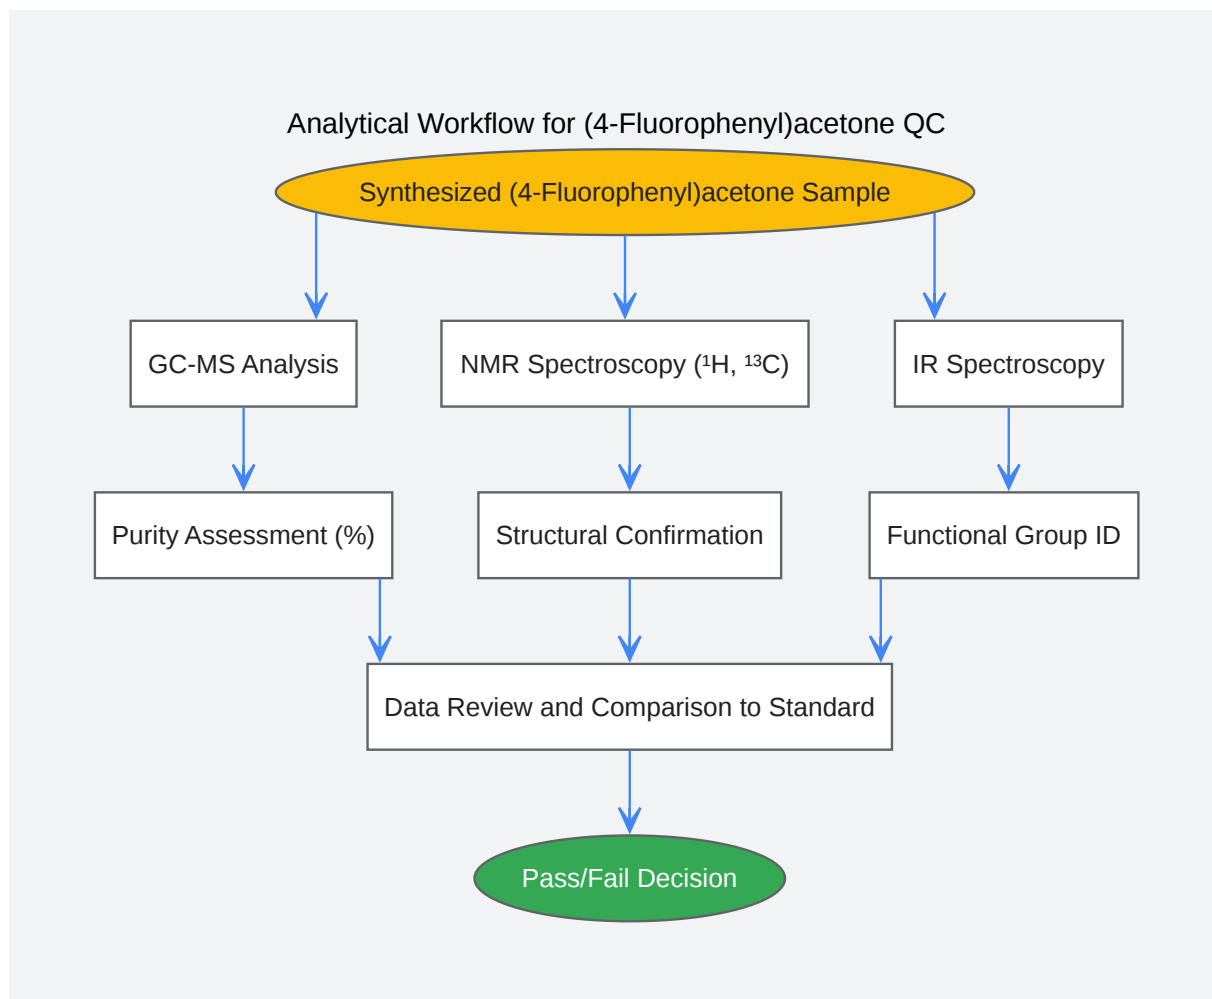 Analytical Workflow for (4-Fluorophenyl)acetone QC
Synthesized (4-Fluorophenyl)acetone Sample
GC-MS Analysis
NMR Spectroscopy (¹H, ¹³C)
IR Spectroscopy
Purity Assessment (%)
Structural Confirmation
Functional Group ID
Data Review and Comparison to Standard
Pass/Fail Decision